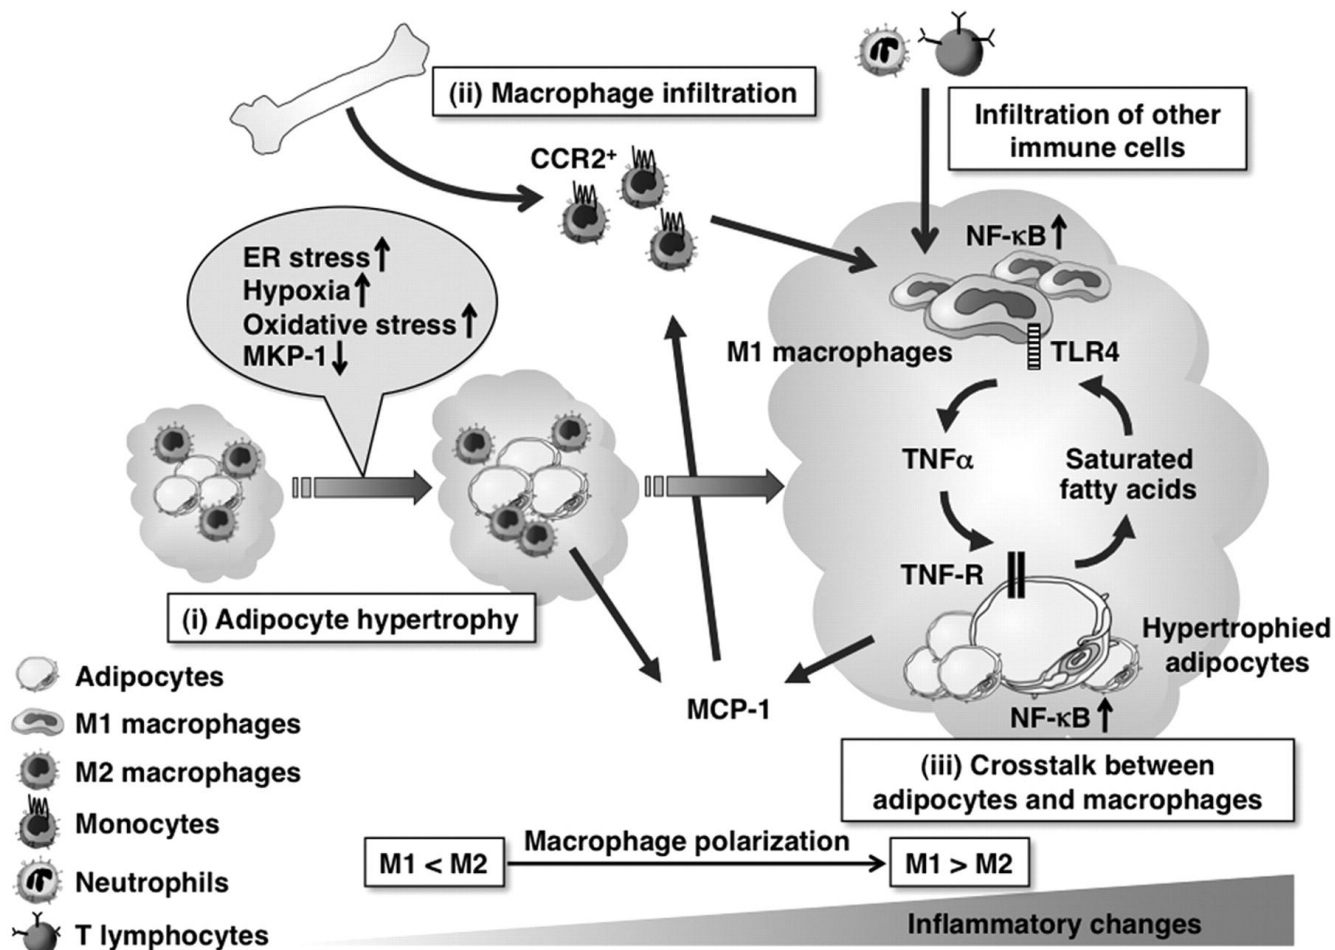 (ii) Macrophage infiltration
Infiltration of other
immune cells
CCR2+
ER stress↑
Hypoxia↑
Oxidative stress↑
MKP-1↓
NF-κB↑
M1 macrophages
TLR4
TNFα
Saturated
fatty acids
TNF-R
(i) Adipocyte hypertrophy
Hypertrophied
adipocytes
MCP-1
NF-κB↑
(iii) Crosstalk between
adipocytes and macrophages
Adipocytes
M1 macrophages
M2 macrophages
Monocytes
Neutrophils
T lymphocytes
M1 < M2
Macrophage polarization
M1 > M2
Inflammatory changes